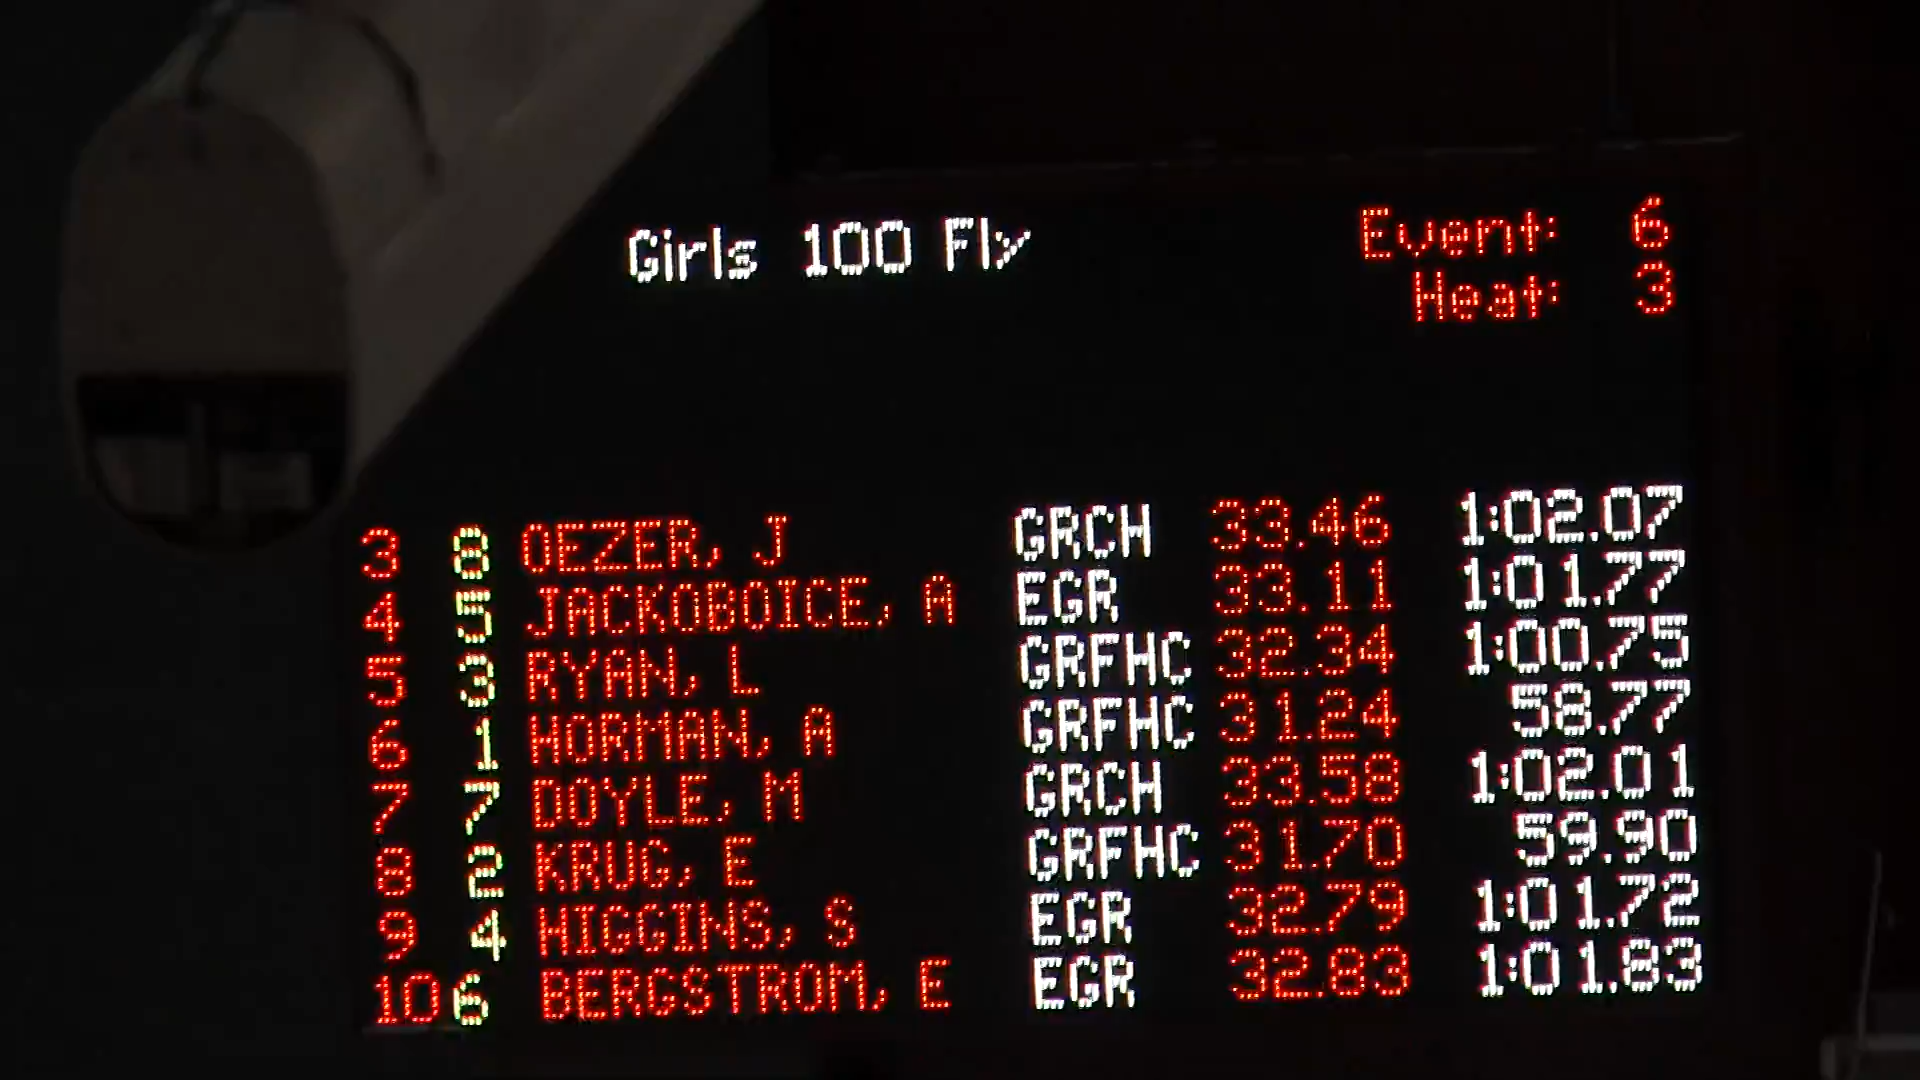 Girls 100 Fly Event: 6
Heat: 3
3 8 OEZER, J GRCH 33.46 1:02.07
4 5 JACKOBOICE, A EGR 33.11 1:01.77
5 3 RYAN, L GRFHC 32.34 1:00.75
6 1 HORMAN, A GRFHC 31.24 58.77
7 7 DOYLE, M GRCH 33.58 1:02.01
8 2 KRUG, E GRFHC 31.70 59.90
9 4 HIGGINS, S EGR 32.79 1:01.72
10 6 BERGSTROM, E EGR 32.83 1:01.83